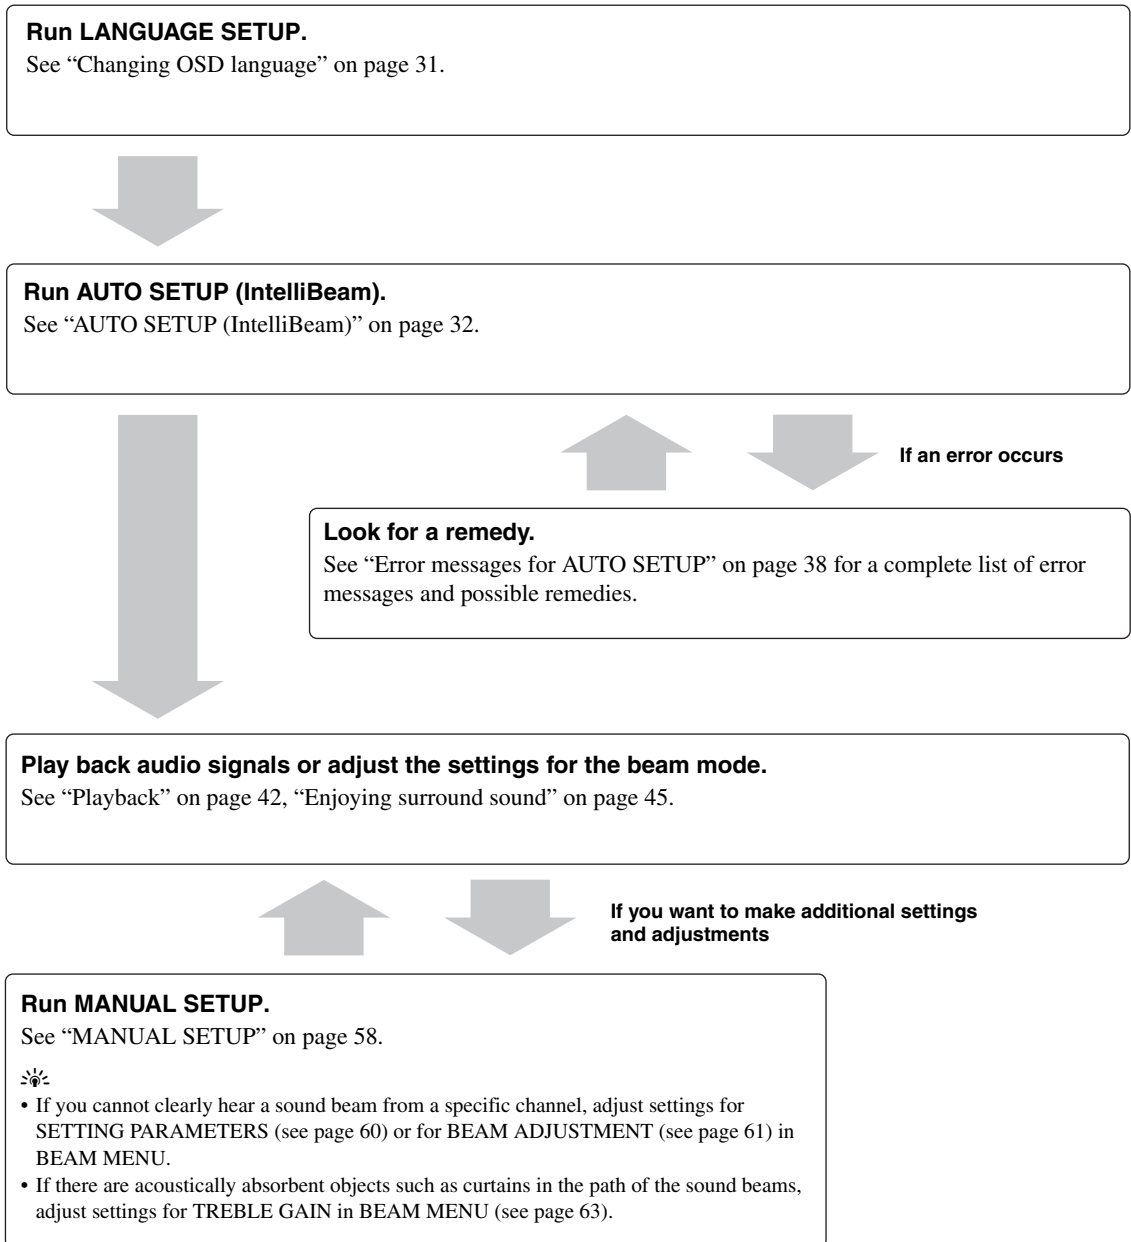 Run LANGUAGE SETUP.
See “Changing OSD language” on page 31.
Run AUTO SETUP (IntelliBeam).
See “AUTO SETUP (IntelliBeam)” on page 32.
If an error occurs
Look for a remedy.
See “Error messages for AUTO SETUP” on page 38 for a complete list of error
messages and possible remedies.
Play back audio signals or adjust the settings for the beam mode.
See “Playback” on page 42, “Enjoying surround sound” on page 45.
If you want to make additional settings
and adjustments
Run MANUAL SETUP.
See “MANUAL SETUP” on page 58.
• If you cannot clearly hear a sound beam from a specific channel, adjust settings for
SETTING PARAMETERS (see page 60) or for BEAM ADJUSTMENT (see page 61) in
BEAM MENU.
• If there are acoustically absorbent objects such as curtains in the path of the sound beams,
adjust settings for TREBLE GAIN in BEAM MENU (see page 63).